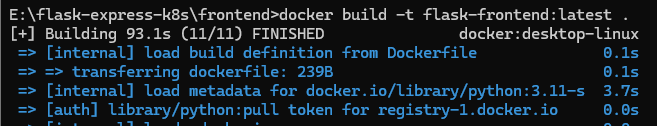 E:\flask-express-k8s\frontend>docker build -t flask-frontend:latest .
[+] Building 93.1s (11/11) FINISHED docker:desktop-linux
=> [internal] load build definition from Dockerfile 0.1s
=> => transferring dockerfile: 239B 0.1s
=> [internal] load metadata for docker.io/library/python:3.11-s 3.7s
=> [auth] library/python:pull token for registry-1.docker.io 0.0s